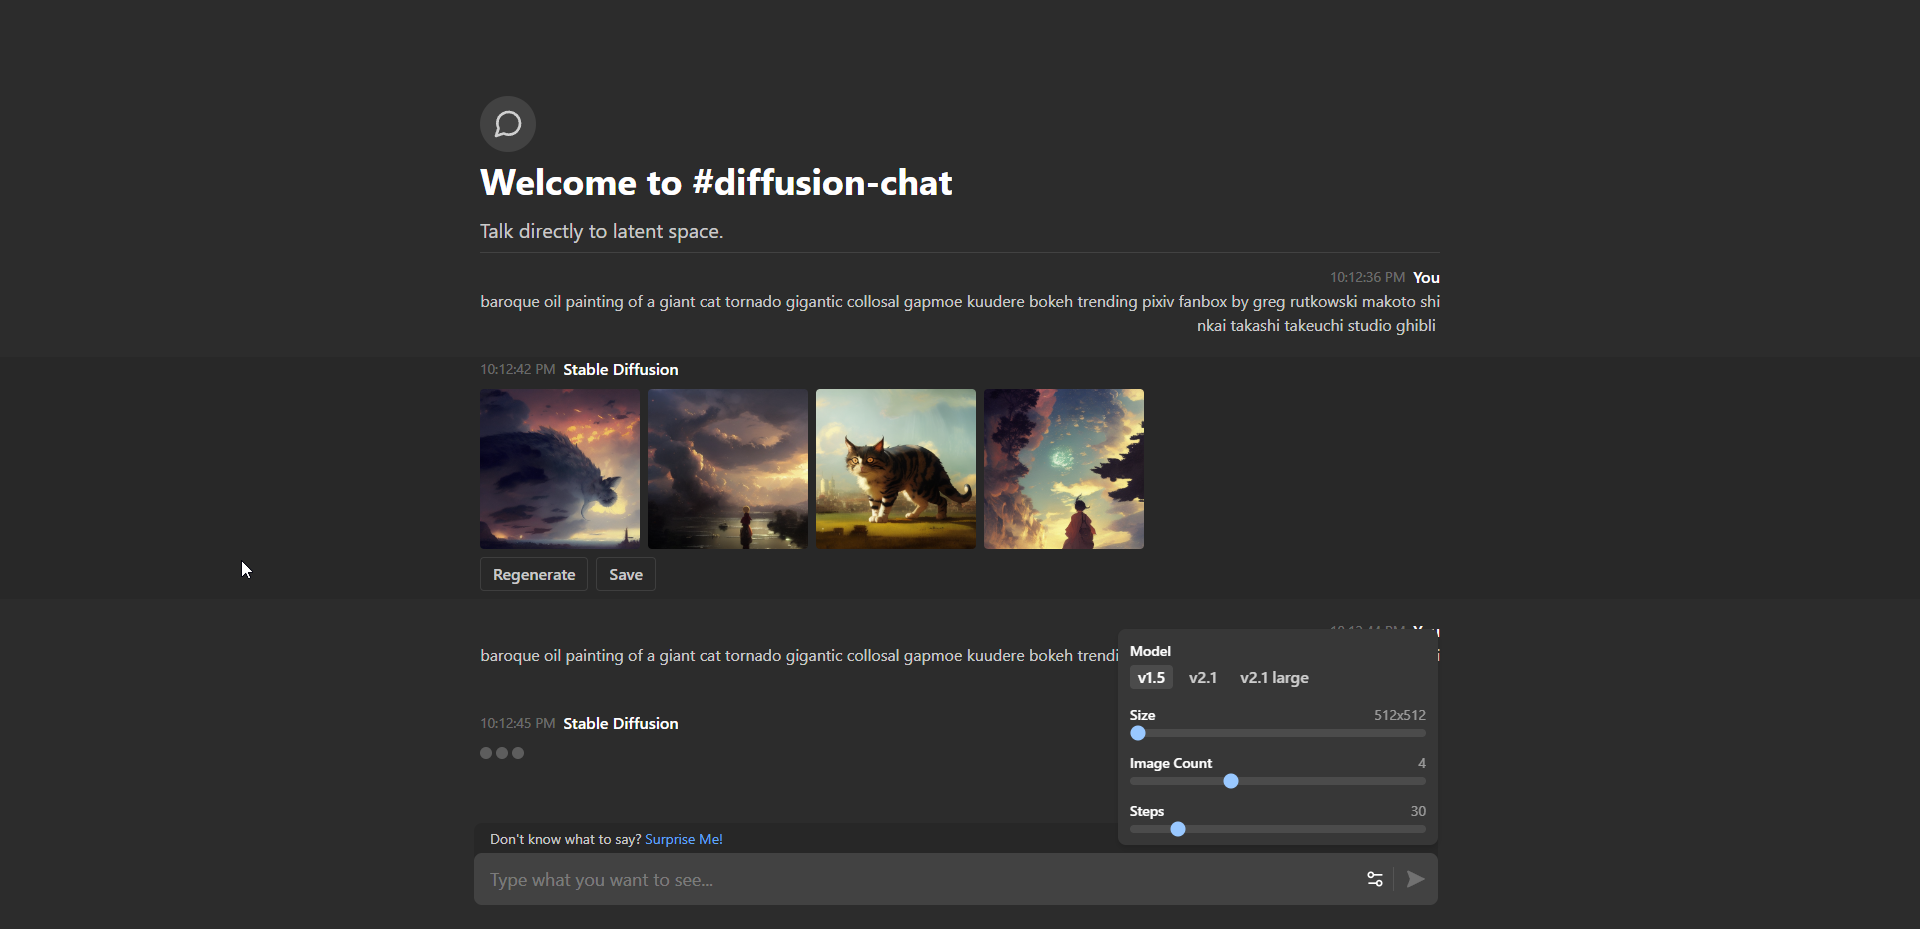 Welcome to #diffusion-chat
Talk directly to latent space.
10:12:36 PM You
baroque oil painting of a giant cat tornado gigantic collosal gapmoe kuudere bokeh trending pixiv fanbox by greg rutkowski makoto shi
nkai takashi takeuchi studio ghibli
10:12:42 PM Stable Diffusion
Regenerate Save
baroque oil painting of a giant cat tornado gigantic collosal gapmoe kuudere bokeh
10:12:45 PM Stable Diffusion
Model
v1.5 v2.1 v2.1 large
Size 512x512
Image Count 4
Steps 30
Don't know what to say? Surprise Me!
Type what you want to see...